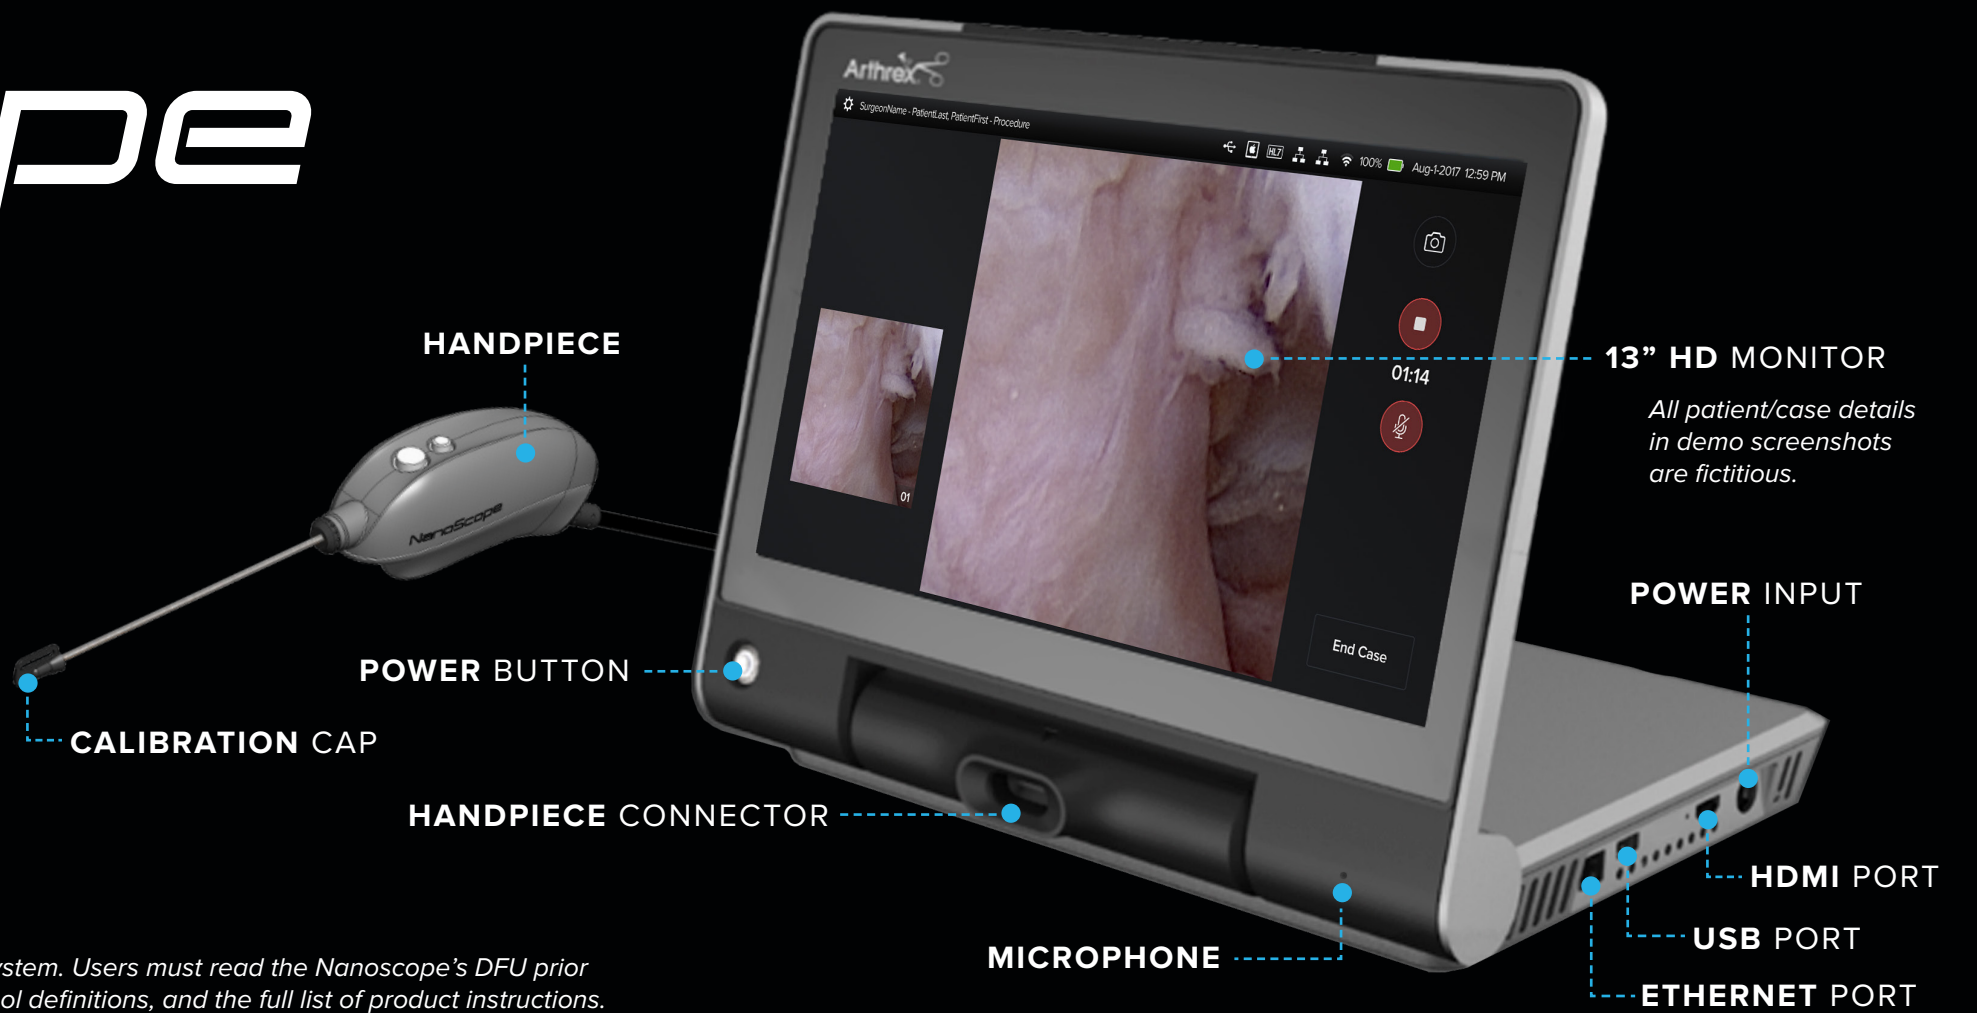 pe
Arthrex
SurgeonName - PatientLast, PatientFirst - Procedure
HL7
100%
Aug-1-2017 12:59 PM
HANDPIECE
01:14
13” HD MONITOR
All patient/case details
in demo screenshots
are fictitious.
01
NanoScope
POWER INPUT
End Case
POWER BUTTON
CALIBRATION CAP
HANDPIECE CONNECTOR
HDMI PORT
USB PORT
MICROPHONE
ETHERNET PORT
ystem. Users must read the Nanoscope’s DFU prior
ol definitions, and the full list of product instructions.